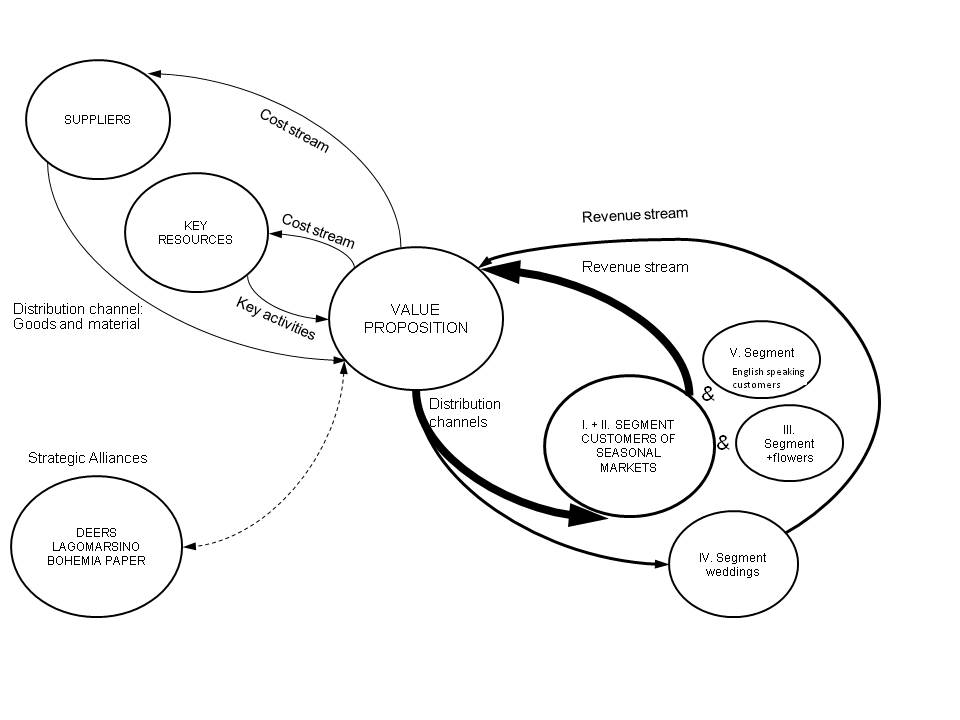 SUPPLIERS
Cost stream
KEY
RESOURCES
Cost stream
Key activities
Distribution channel:
Goods and material
VALUE
PROPOSITION
Revenue stream
Revenue stream
V. Segment
English speaking
customers
&
Distribution
channels
I. + II. SEGMENT
CUSTOMERS OF
SEASONAL
MARKETS
&
III.
Segment
+flowers
Strategic Alliances
DEERS
LAGOMARSINO
BOHEMIA PAPER
IV. Segment
weddings